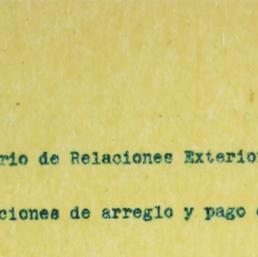 rio de Relaciones Exterio
ciones de arreglo y pago